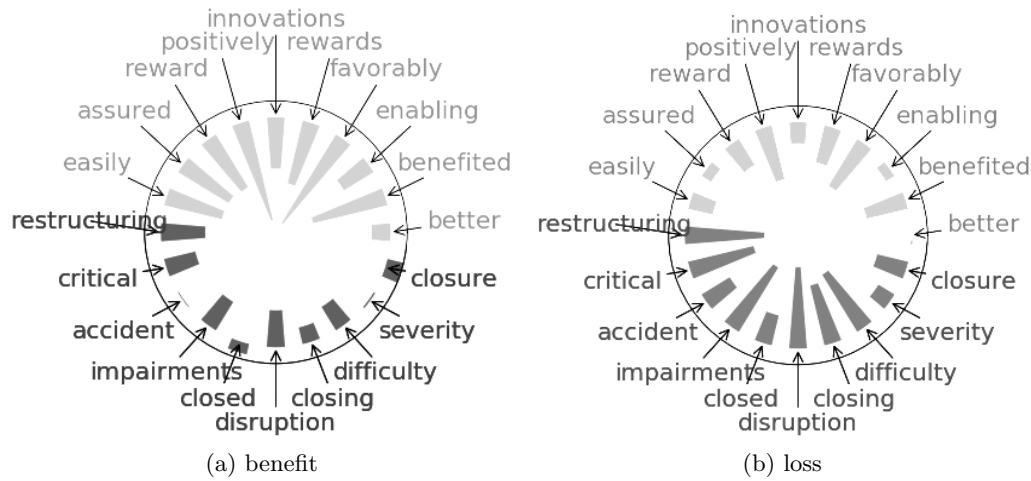 innovations
positively rewards
reward favorably
assured enabling
easily benefited
restructuring better
critical closure
accident severity
impairments difficulty
closed closing
disruption
(a) benefit
innovations
positively rewards
reward favorably
assured enabling
easily benefited
restructuring better
critical closure
accident severity
impairments difficulty
closed closing
disruption
(b) loss